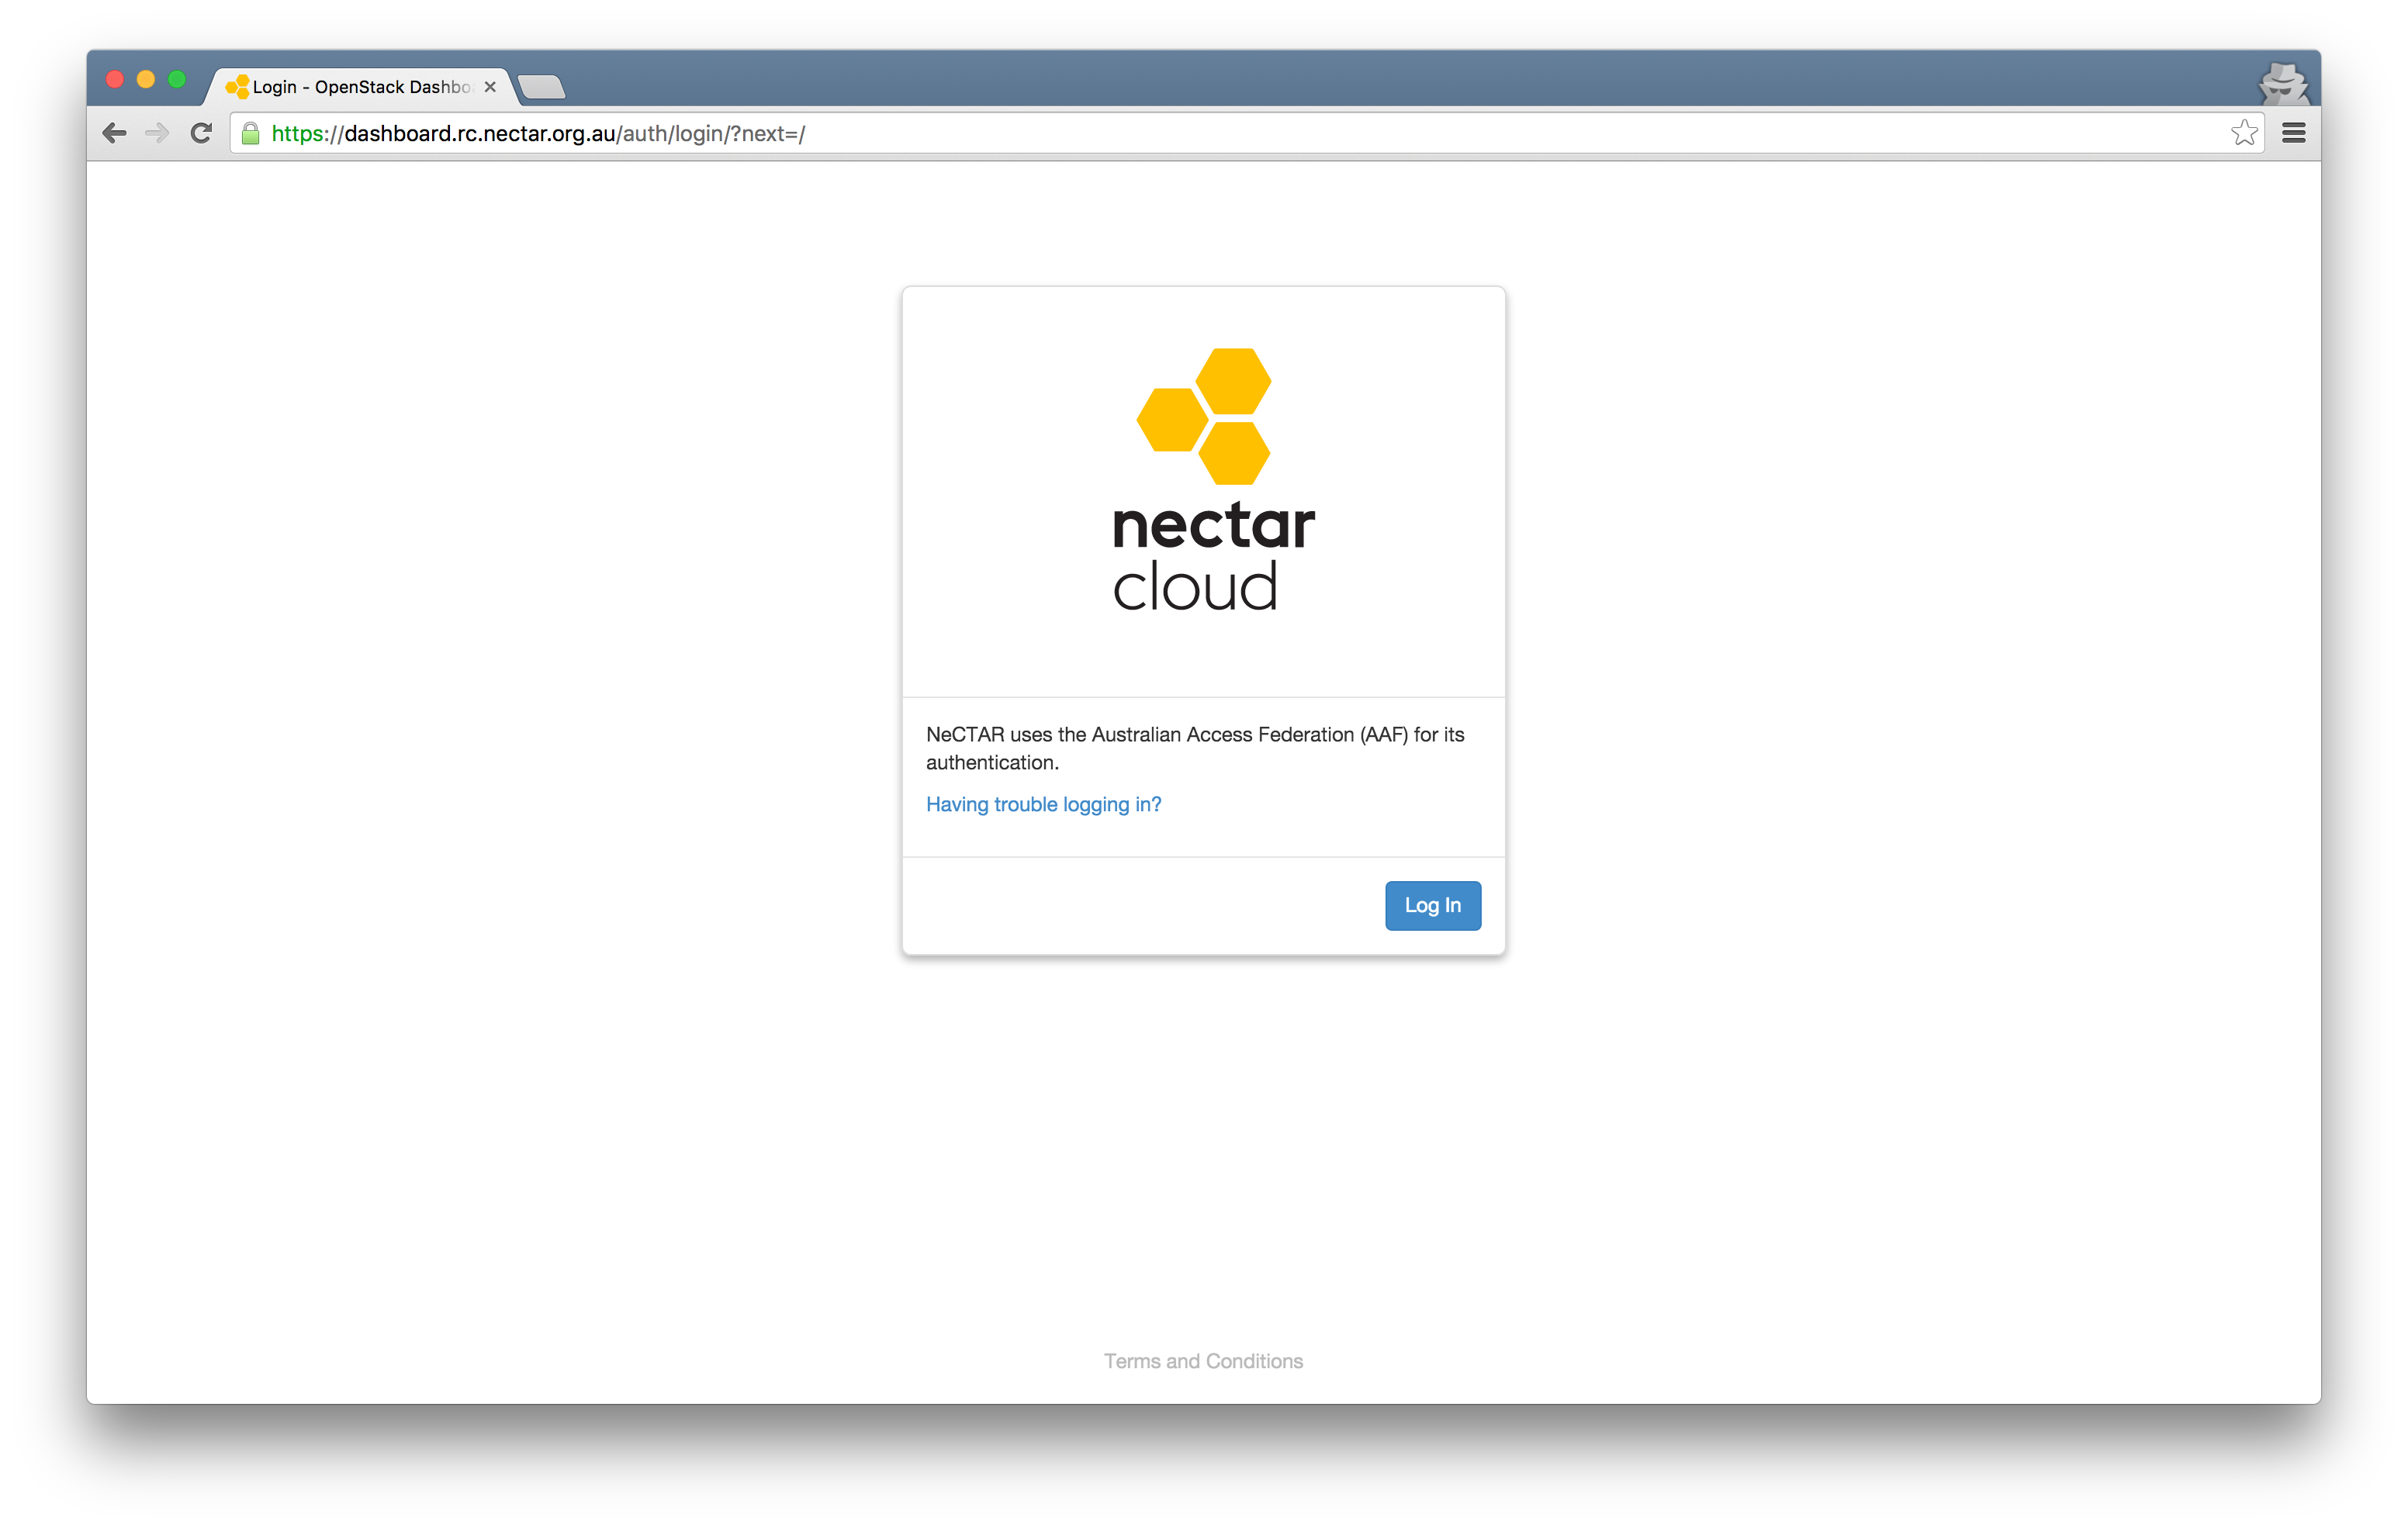 Login - OpenStack Dashbo
https://dashboard.rc.nectar.org.au/auth/login/?next=/
nectar
cloud
NeCTAR uses the Australian Access Federation (AAF) for its
authentication.
Having trouble logging in?
Log In
Terms and Conditions